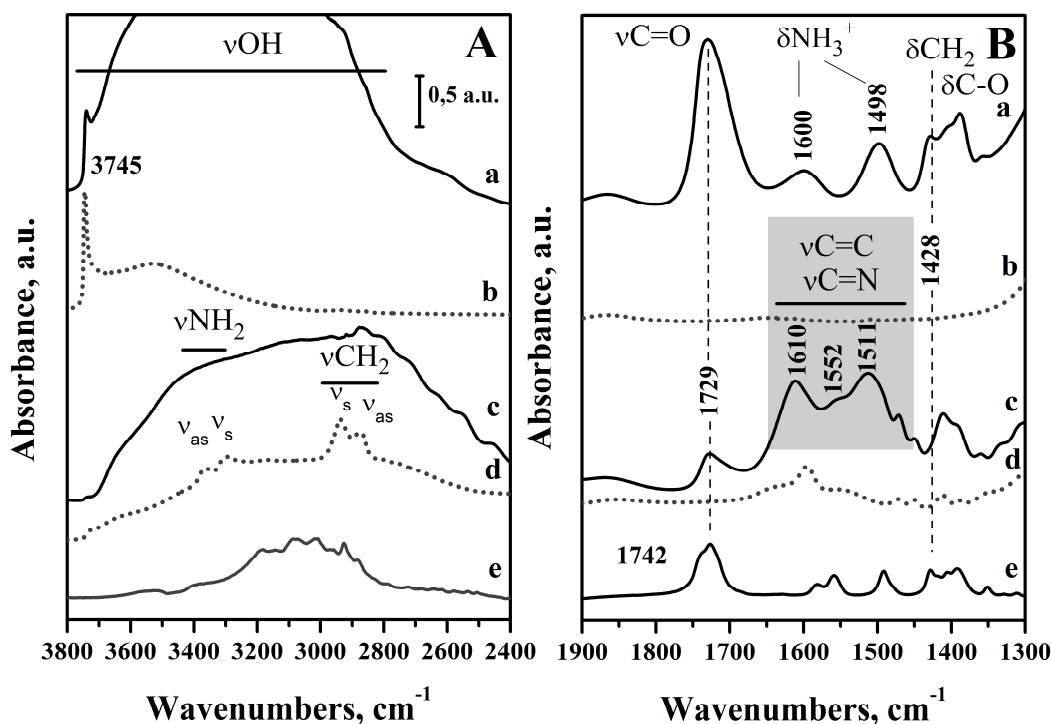 A
νOH
0,5 a.u.
3745
a
b
νNH2
νCH2
νs
νas
c
νas νs
d
e
3800 3600 3400 3200 3000 2800 2600 2400
Wavenumbers, cm-1
Absorbance, a.u.
B
νC=O
δNH3+
δCH2
δC-O
a
1600
1498
νC=C
νC=N
1428
b
1610
1552
1511
1729
c
d
1742
e
1900 1800 1700 1600 1500 1400 1300
Wavenumbers, cm-1
Absorbance, a.u.